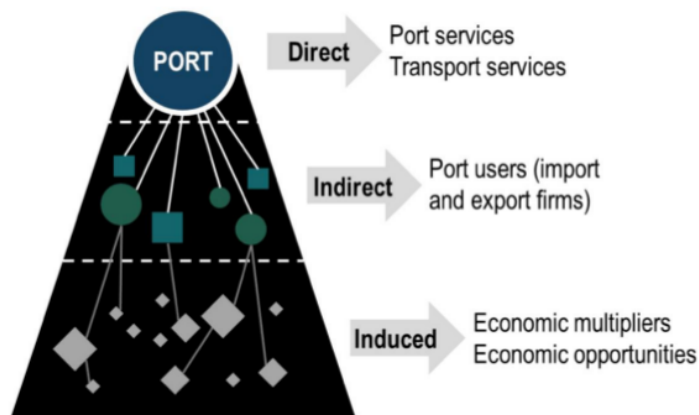 PORT
Direct
Port services
Transport services
Indirect
Port users (import
and export firms)
Induced
Economic multipliers
Economic opportunities